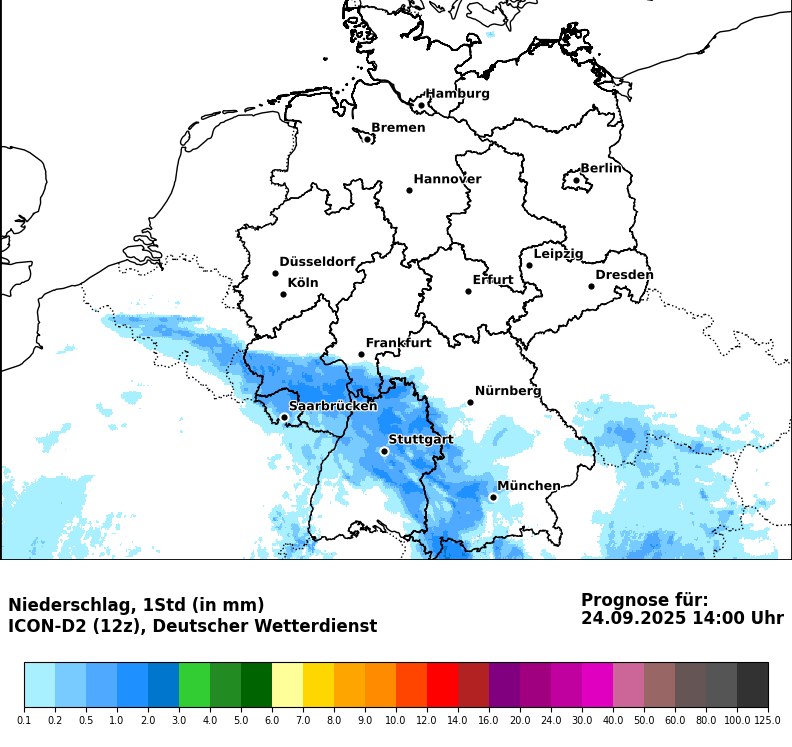 Hamburg
Bremen
Berlin
Hannover
Düsseldorf
Leipzig
Köln
Erfurt
Dresden
Frankfurt
Nürnberg
Saarbrücken
Stuttgart
München
Niederschlag, 1Std (in mm)
ICON-D2 (12z), Deutscher Wetterdienst
Prognose für:
24.09.2025 14:00 Uhr
0.1 0.2 0.5 1.0 2.0 3.0 4.0 5.0 6.0 7.0 8.0 9.0 10.0 12.0 14.0 16.0 20.0 24.0 30.0 40.0 50.0 60.0 80.0 100.0 125.0